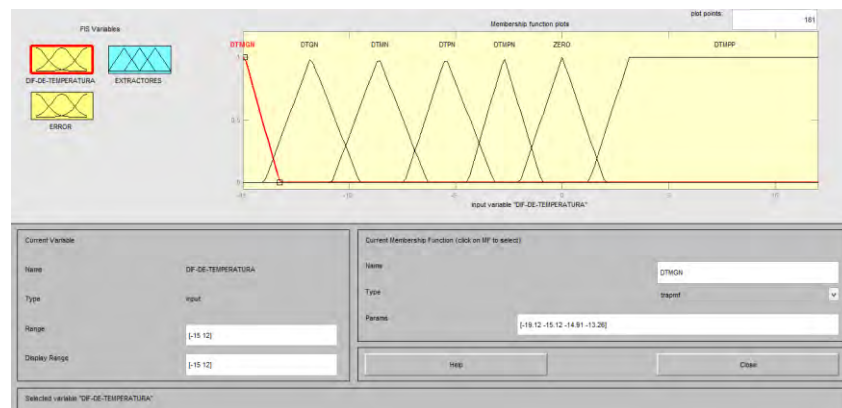 FIS Variables
Membership function plots
plot points:
181
DIF-DE-TEMPERATURA
EXTRACTORES
ERROR
DTMGN
DTGN
DTMN
DTPN
DTMPN
ZERO
DTMPP
1
0.5
0
-15
-10
-5
0
5
10
input variable "DIF-DE-TEMPERATURA"
Current Variable
Name
DIF-DE-TEMPERATURA
Type
input
Range
[-15 12]
Display Range
[-15 12]
Current Membership Function (click on MF to select)
Name
DTMGN
Type
trapmf
Params
[-19.12 -15.12 -14.91 -13.26]
Help
Close
Selected variable "DIF-DE-TEMPERATURA"